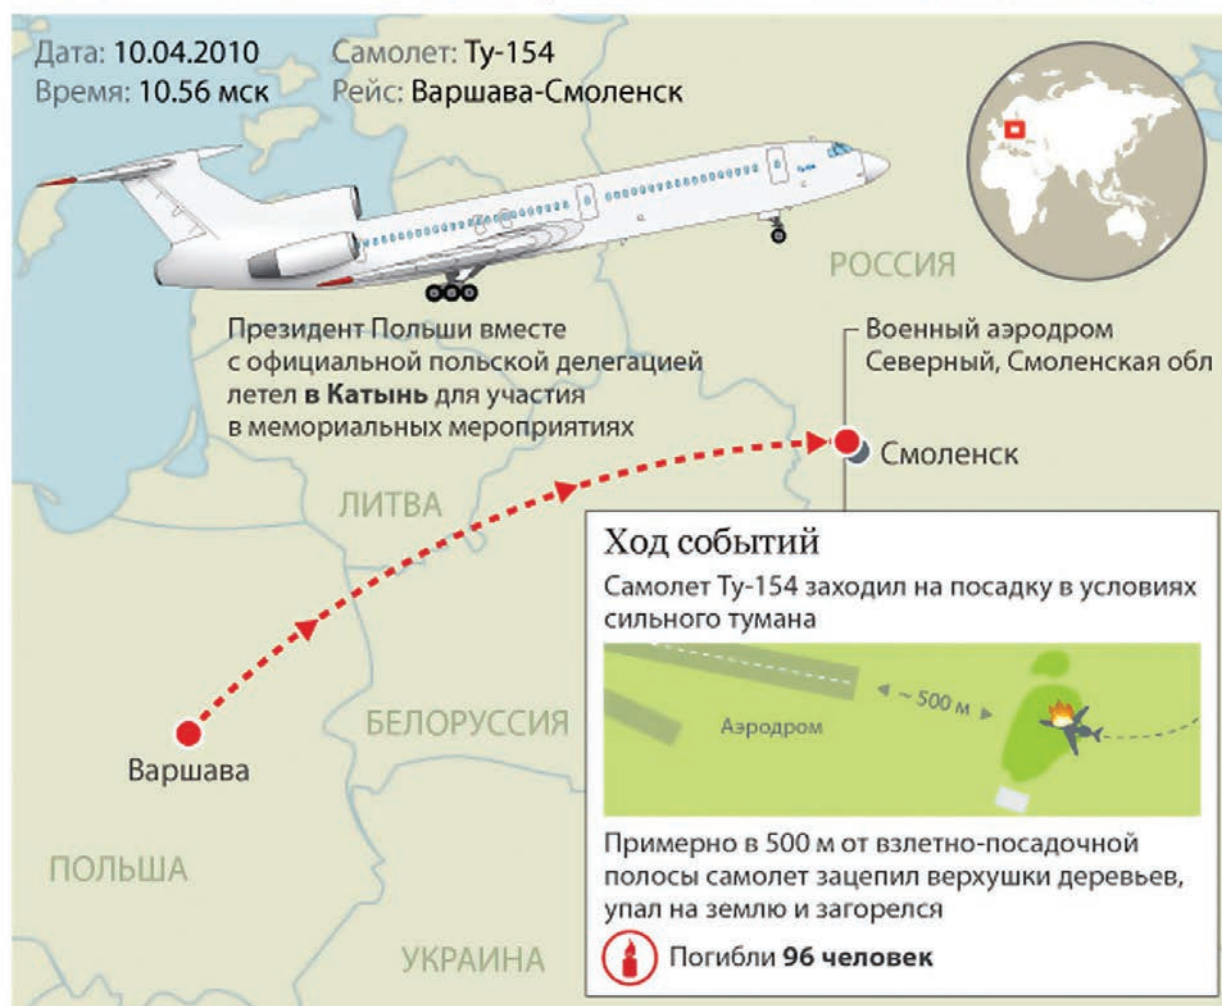 Дата: 10.04.2010
Время: 10.56 мск
Самолет: Ту-154
Рейс: Варшава-Смоленск
РОССИЯ
Президент Польши вместе
с официальной польской делегацией
летел в Катынь для участия
в мемориальных мероприятиях
Военный аэродром
Северный, Смоленская обл
Смоленск
ЛИТВА
Варшава
БЕЛОРУССИЯ
ПОЛЬША
УКРАИНА
Ход событий
Самолет Ту-154 заходил на посадку в условиях
сильного тумана
~ 500 м
Аэродром
Примерно в 500 м от взлетно-посадочной
полосы самолет зацепил верхушки деревьев,
упал на землю и загорелся
Погибли 96 человек